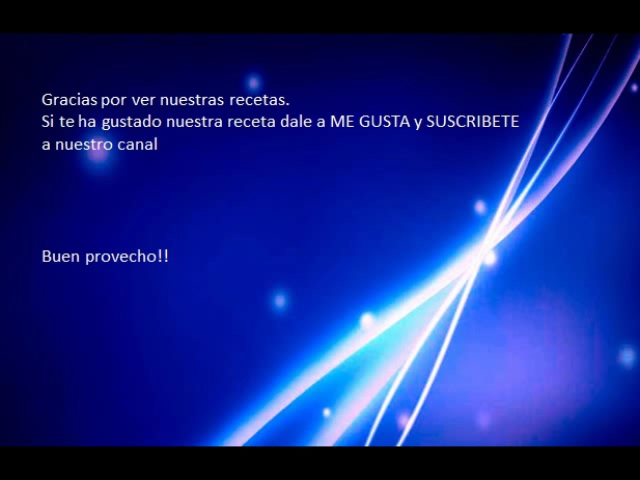 Gracias por ver nuestras recetas.
Si te ha gustado nuestra receta dale a ME GUSTA y SUSCRIBETE
a nuestro canal
Buen provecho!!